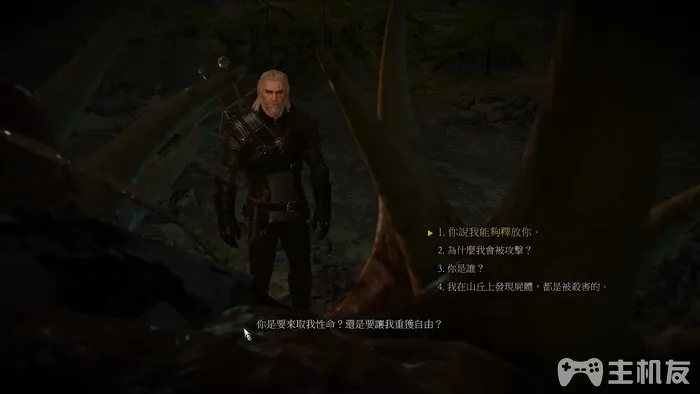 1. 你說我能夠釋放你。
2. 為什麼我會被攻擊？
3. 你是誰？
4. 我在山丘上發現屍體，都是被殺害的。
你是要來取我性命？還是要讓我重獲自由？
主机友